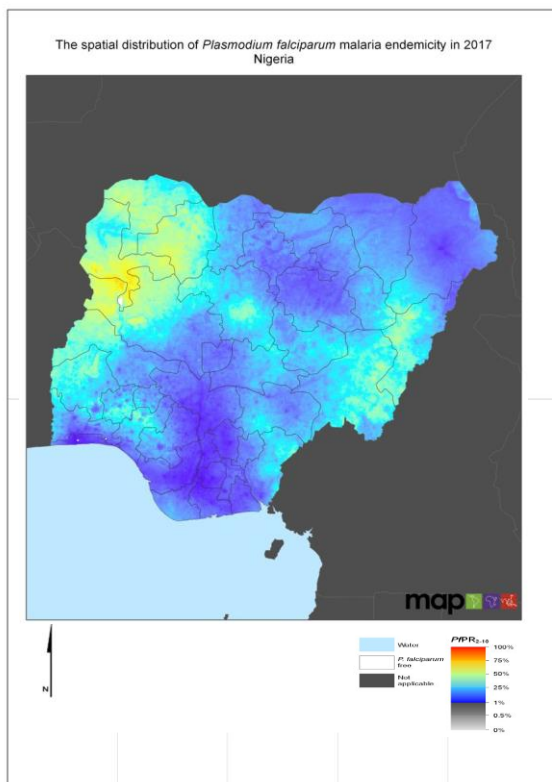 The spatial distribution of Plasmodium falciparum malaria endemicity in 2017
Nigeria
map
N
Water
P. falciparum
free
Not
applicable
PfPR2-10
100%
75%
50%
25%
1%
0.5%
0%